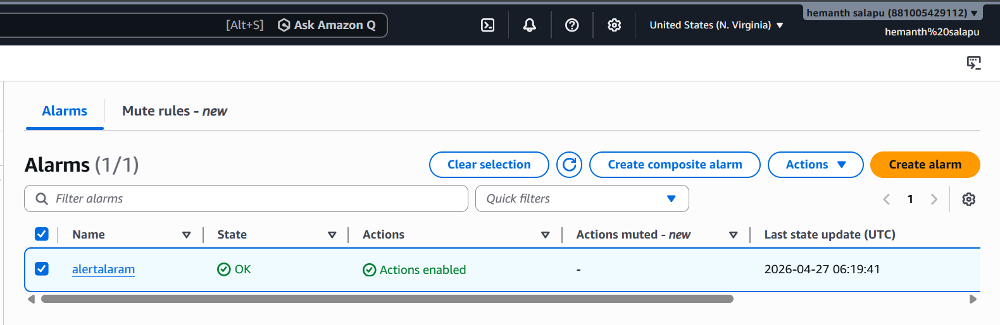 [Alt+S] Ask Amazon Q United States (N. Virginia) hemanth salapu (881005429112)
hemanth%20salapu
Alarms Mute rules - new
Alarms (1/1) Clear selection Create composite alarm Actions Create alarm
Filter alarms Quick filters 1
Name State Actions Actions muted - new Last state update (UTC)
alertalaram OK Actions enabled - 2026-04-27 06:19:41